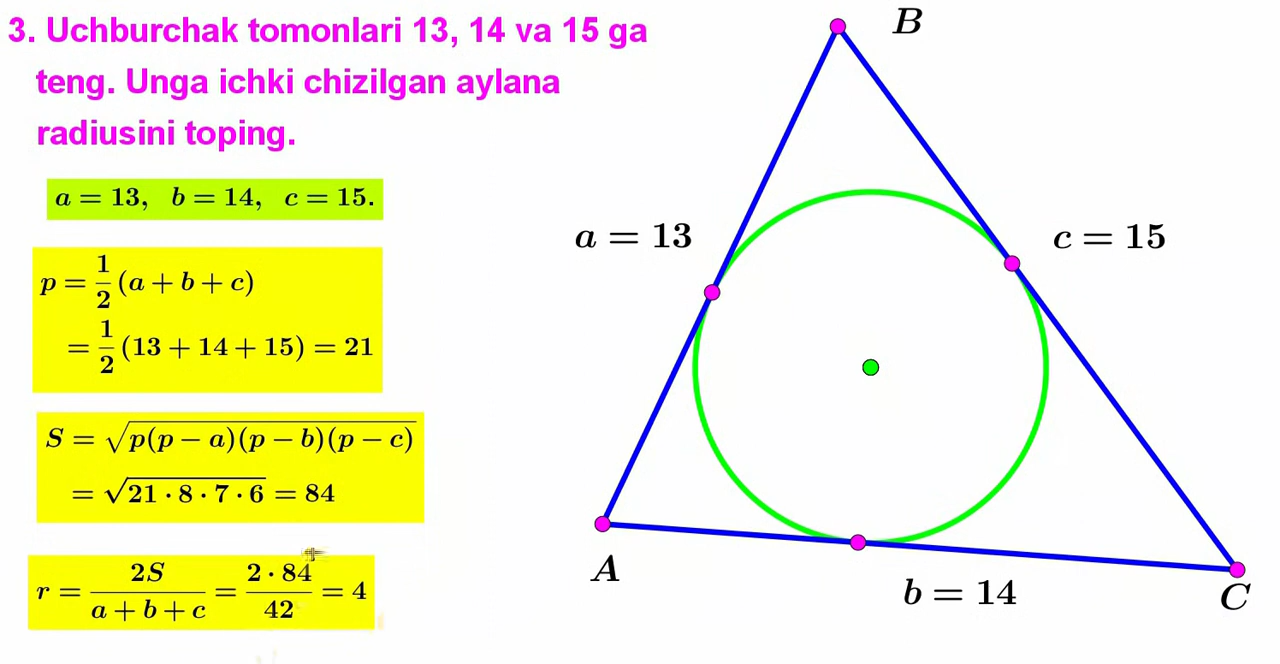 3. Uchburchak tomonlari 13, 14 va 15 ga
teng. Unga ichki chizilgan aylana
radiusini toping.
a = 13, b = 14, c = 15.
p = 1/2 (a + b + c)
= 1/2 (13 + 14 + 15) = 21
S = √p(p − a)(p − b)(p − c)
= √21 · 8 · 7 · 6 = 84
r = 2S / a + b + c = 2 · 84 / 42 = 4
B
a = 13
c = 15
A
b = 14
C